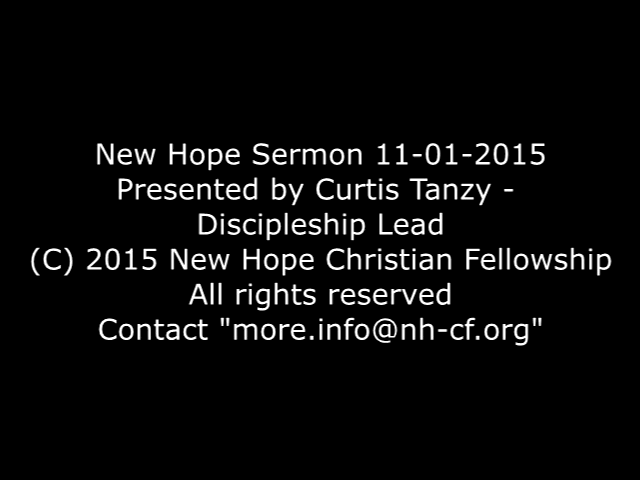 New Hope Sermon 11-01-2015
Presented by Curtis Tanzy -
Discipleship Lead
(C) 2015 New Hope Christian Fellowship
All rights reserved
Contact "more.info@nh-cf.org"